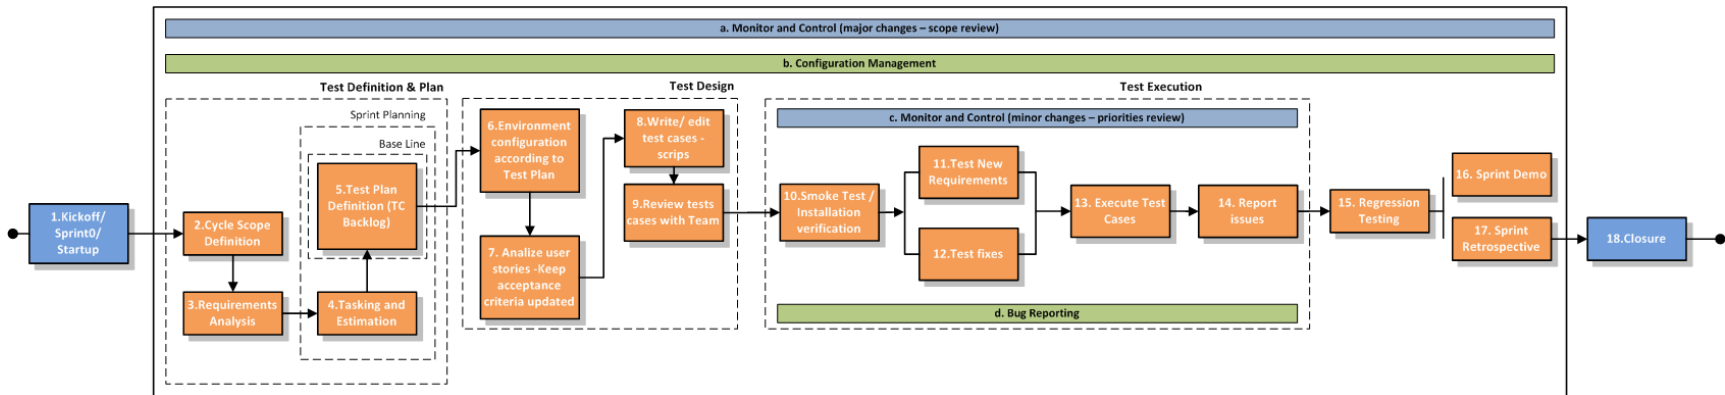 a. Monitor and Control (major changes – scope review)
b. Configuration Management
Test Definition & Plan
Test Design
Test Execution
Sprint Planning
Base Line
c. Monitor and Control (minor changes – priorities review)
1.Kickoff/
Sprint0/
Startup
2.Cycle Scope
Definition
3.Requirements
Analysis
4.Tasking and
Estimation
5.Test Plan
Definition (TC
Backlog)
6.Environment
configuration
according to
Test Plan
7. Analize user
stories -Keep
acceptance
criteria updated
8.Write/ edit
test cases -
scrips
9.Review tests
cases with Team
10.Smoke Test /
Installation
verification
11.Test New
Requirements
12.Test fixes
13. Execute Test
Cases
14. Report
issues
15. Regression
Testing
16. Sprint Demo
17. Sprint
Retrospective
18.Closure
d. Bug Reporting